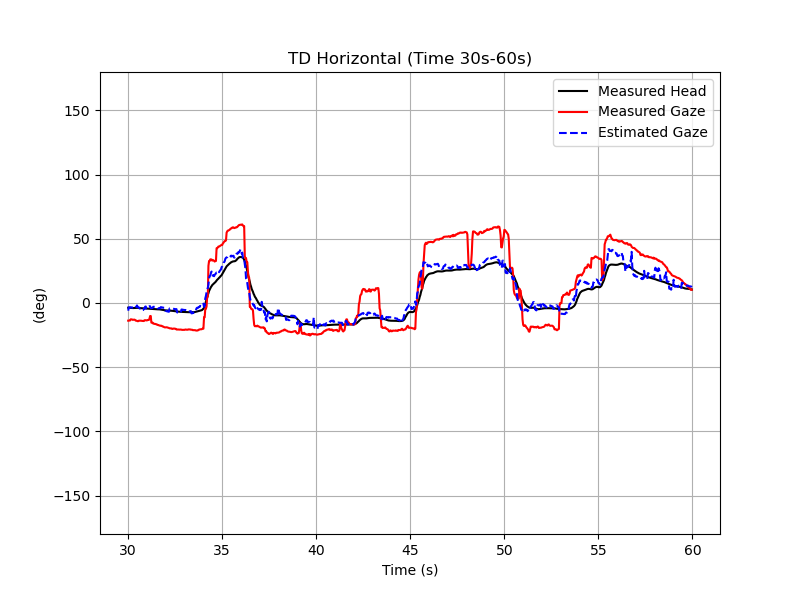 TD Horizontal (Time 30s-60s)
Measured Head
Measured Gaze
Estimated Gaze
150
100
50
0
−50
−100
−150
(deg)
30 35 40 45 50 55 60
Time (s)